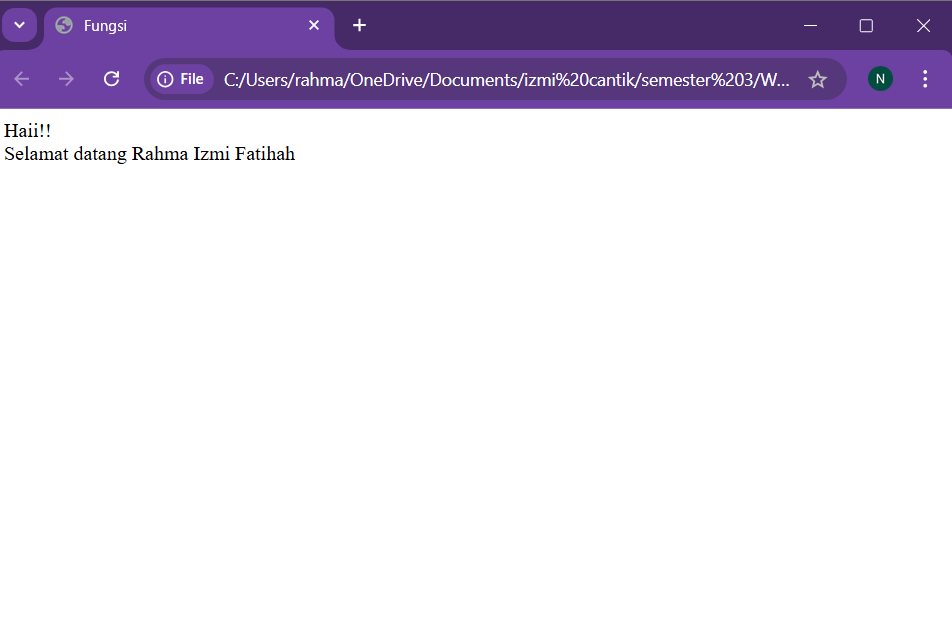 Fungsi
File C:/Users/rahma/OneDrive/Documents/izmi%20cantik/semester%203/W... N
Haii!!
Selamat datang Rahma Izmi Fatihah